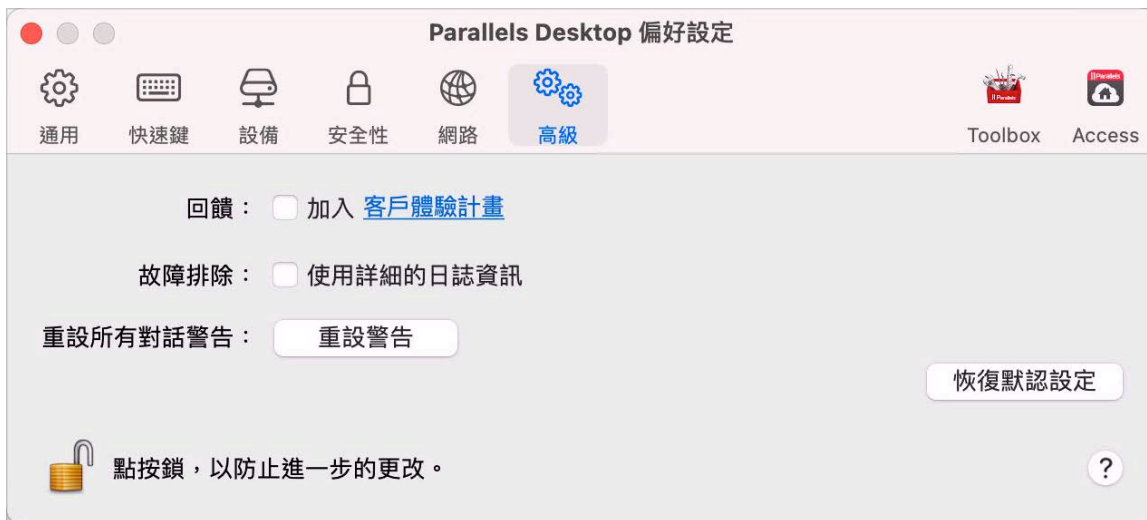 Parallels Desktop 偏好設定
通用 快速鍵 設備 安全性 網路 高級 Toolbox Access
回饋： 加入 客戶體驗計畫
故障排除： 使用詳細的日誌資訊
重設所有對話警告： 重設警告
恢復默認設定
點按鎖，以防止進一步的更改。 ?